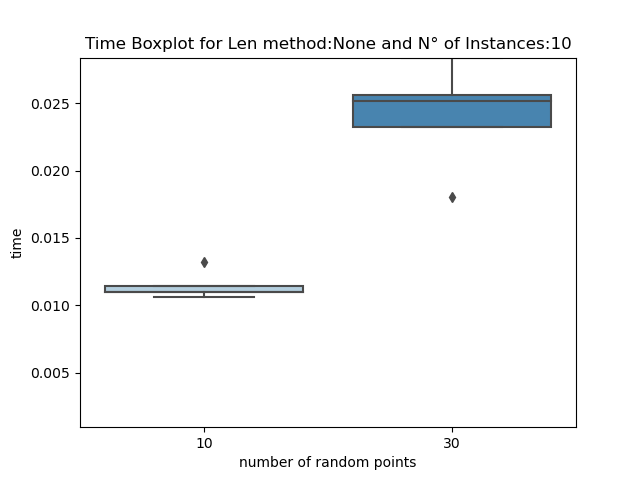 Time Boxplot for Len method:None and N° of Instances:10
0.025
0.020
0.015
0.010
0.005
time
10 30
number of random points